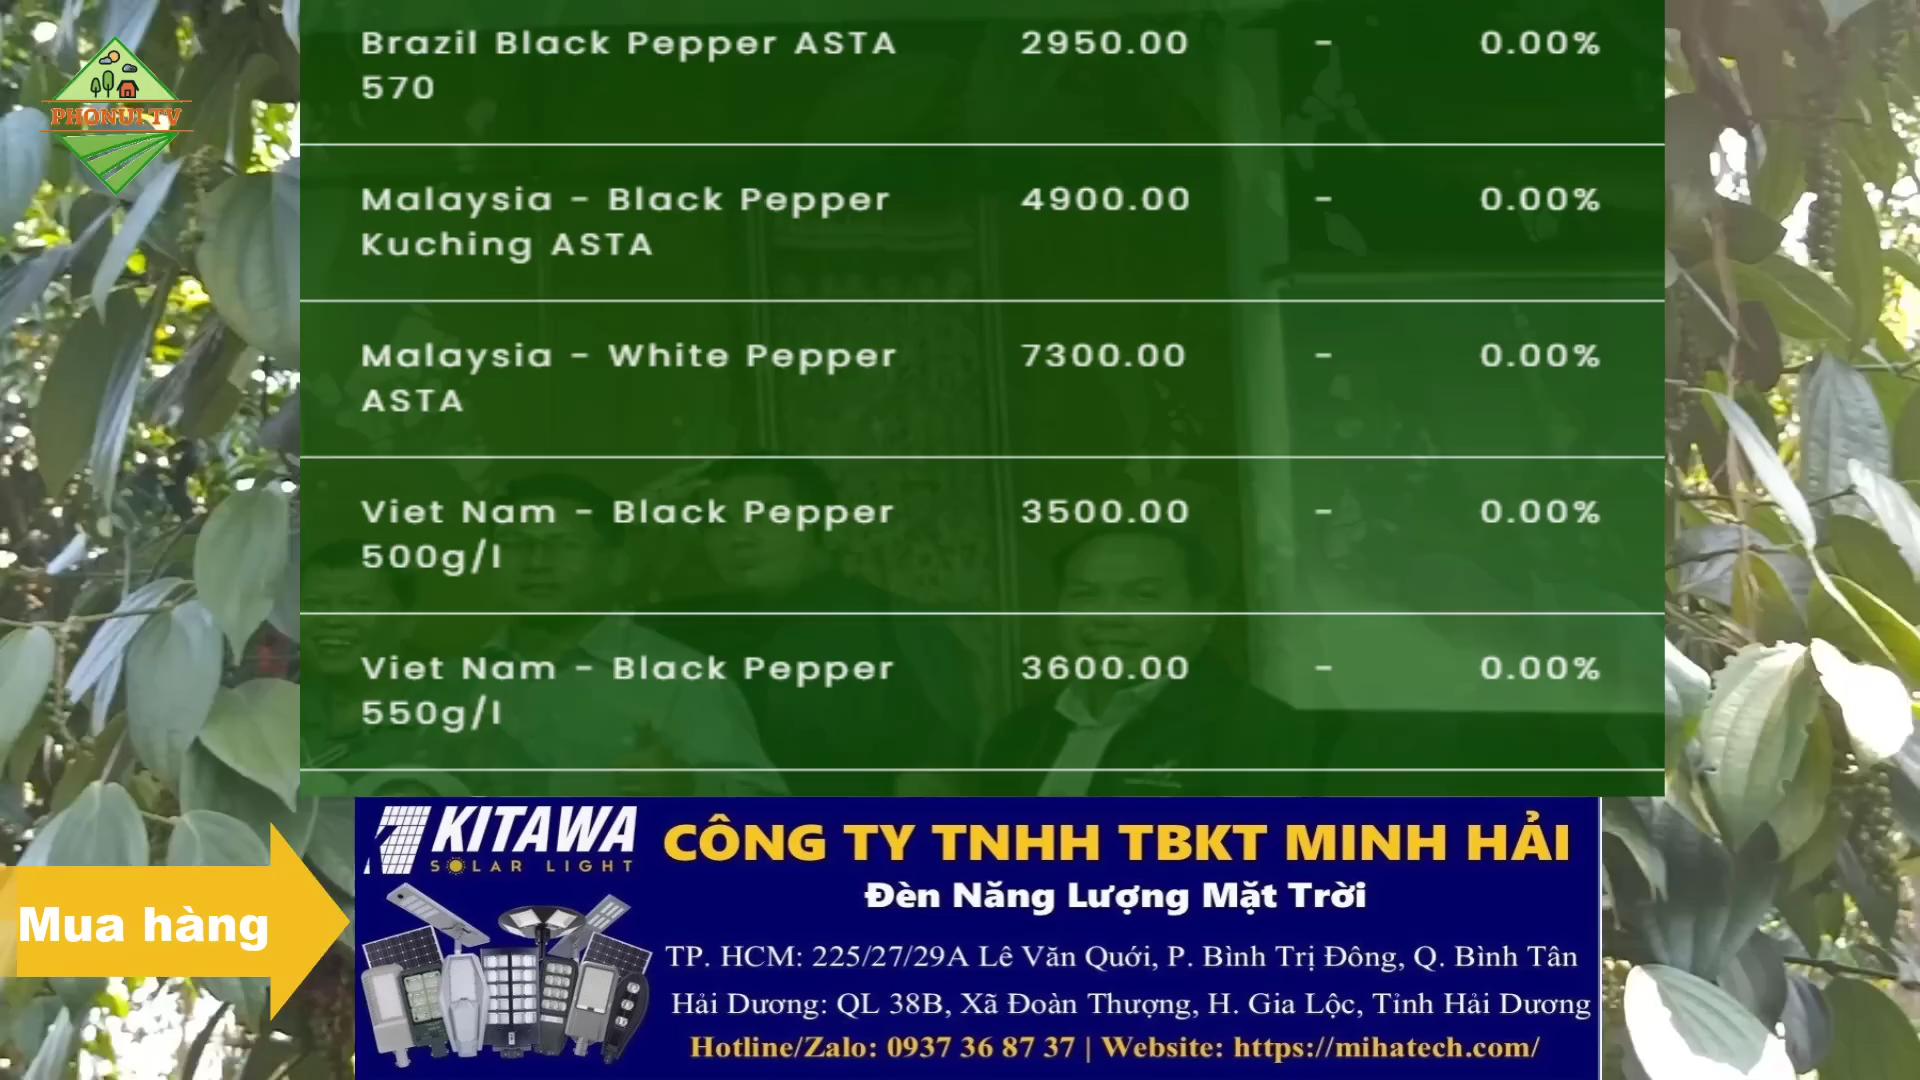 PHONUI TV
Brazil Black Pepper ASTA 2950.00 - 0.00%
570
Malaysia - Black Pepper 4900.00 - 0.00%
Kuching ASTA
Malaysia - White Pepper 7300.00 - 0.00%
ASTA
Viet Nam - Black Pepper 3500.00 - 0.00%
500g/l
Viet Nam - Black Pepper 3600.00 - 0.00%
550g/l
Mua hàng
KITAWA
SOLAR LIGHT
CÔNG TY TNHH TBKT MINH HẢI
Đèn Năng Lượng Mặt Trời
TP. HCM: 225/27/29A Lê Văn Quới, P. Bình Trị Đông, Q. Bình Tân
Hải Dương: QL 38B, Xã Đoàn Thượng, H. Gia Lộc, Tỉnh Hải Dương
Hotline/Zalo: 0937 36 87 37 | Website: https://mihatech.com/